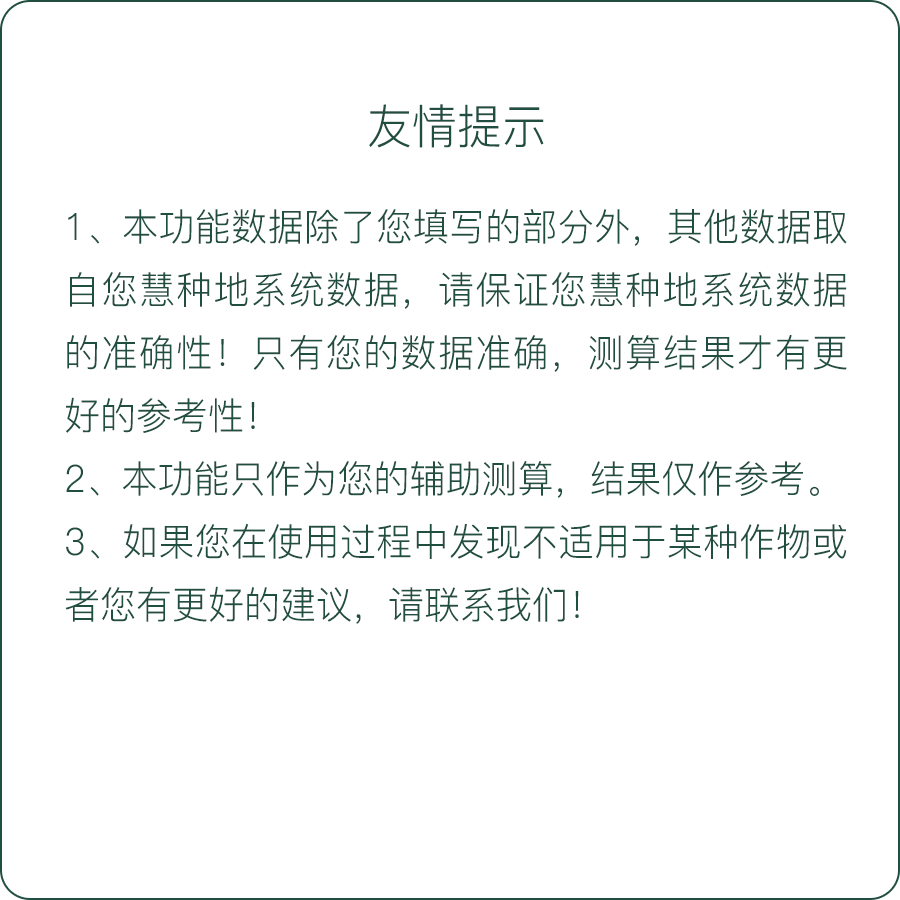 友情提示
1、本功能数据除了您填写的部分外，其他数据取
自您慧种地系统数据，请保证您慧种地系统数据
的准确性！只有您的数据准确，测算结果才有更
好的参考性！
2、本功能只作为您的辅助测算，结果仅作参考。
3、如果您在使用过程中发现不适用于某种作物或
者您有更好的建议，请联系我们！